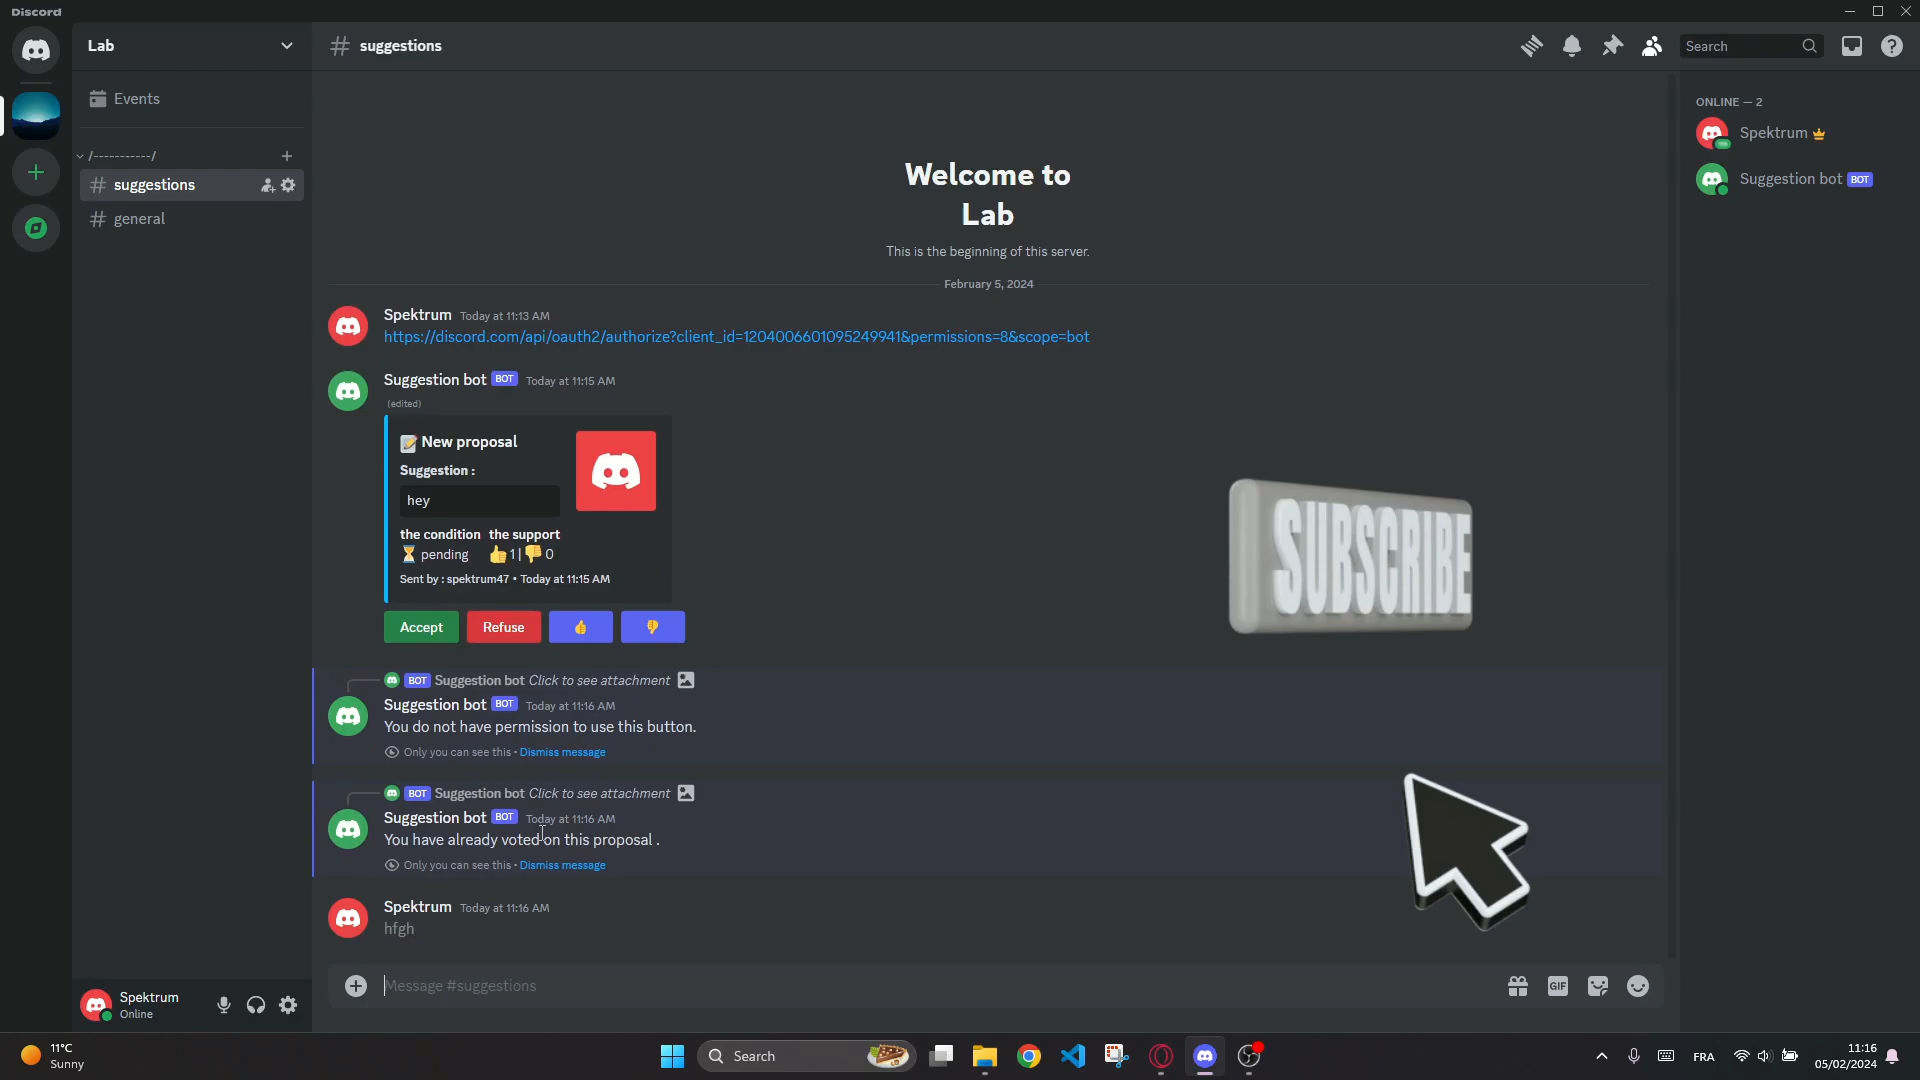 Discord
Lab
suggestions
Search
Events
/-----------/
suggestions
general
Welcome to
Lab
This is the beginning of this server.
February 5, 2024
Spektrum Today at 11:13 AM
https://discord.com/api/oauth2/authorize?client_id=1204006601095249941&permissions=8&scope=bot
Suggestion bot BOT Today at 11:15 AM
(edited)
New proposal
Suggestion :
hey
the condition the support
pending 1 | 0
Sent by : spektrum47 • Today at 11:15 AM
Accept Refuse
BOT Suggestion bot Click to see attachment
Suggestion bot BOT Today at 11:16 AM
You do not have permission to use this button.
Only you can see this • Dismiss message
BOT Suggestion bot Click to see attachment
Suggestion bot BOT Today at 11:16 AM
You have already voted on this proposal .
Only you can see this • Dismiss message
Spektrum Today at 11:16 AM
hfgh
Message #suggestions
GIF
SUBSCRIBE
ONLINE — 2
Spektrum
Suggestion bot BOT
Spektrum
Online
11°C
Sunny
Search
FRA
11:16
05/02/2024